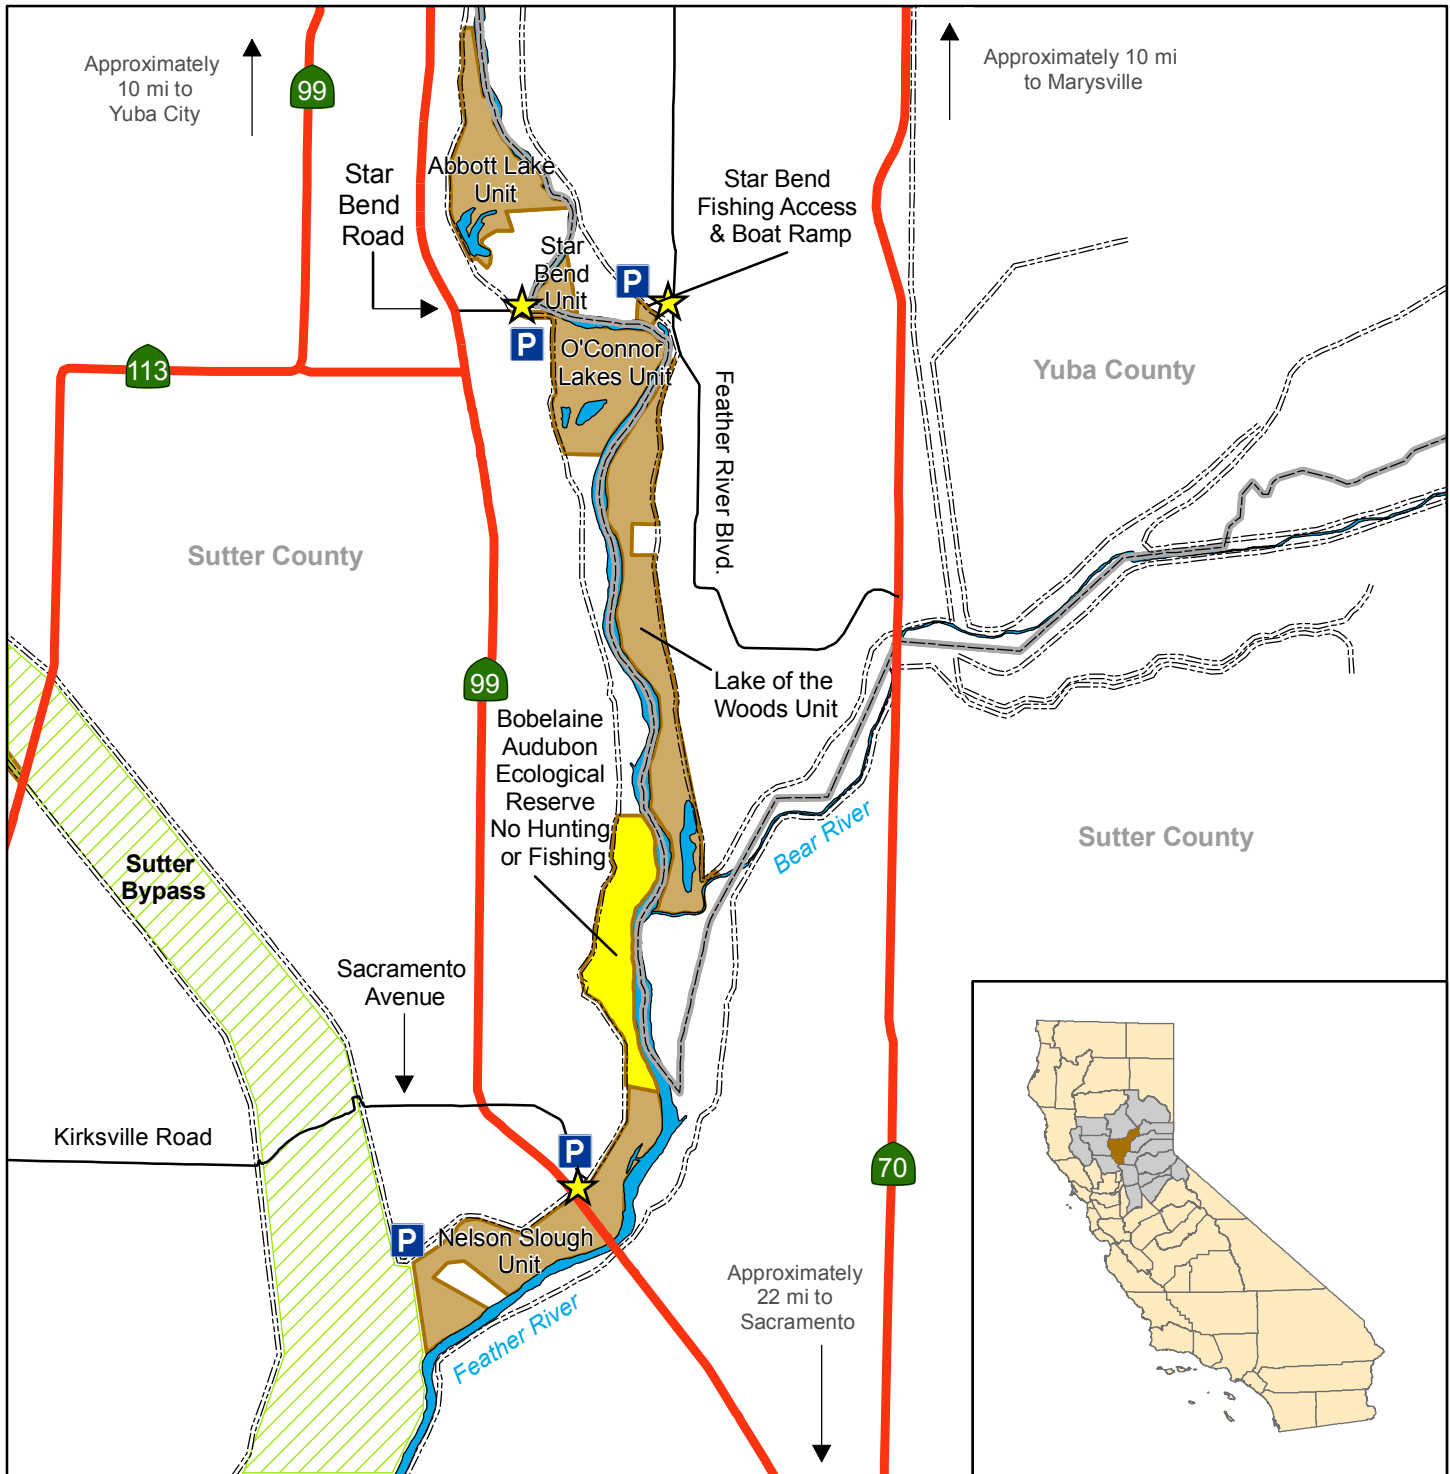 Approximately
10 mi to
Yuba City
99
Approximately 10 mi
to Marysville
Abbott Lake
Unit
Star
Bend
Road
Star Bend
Fishing Access
& Boat Ramp
Star
Bend
Unit
P
P
O'Connor
Lakes Unit
113
Yuba County
Feather River Blvd.
Sutter County
99
Lake of the
Woods Unit
Bobelaine
Audubon
Ecological
Reserve
No Hunting
or Fishing
Bear River
Sutter County
Sutter
Bypass
Sacramento
Avenue
Kirksville Road
P
70
P
Nelson Slough
Unit
Feather River
Approximately
22 mi to
Sacramento